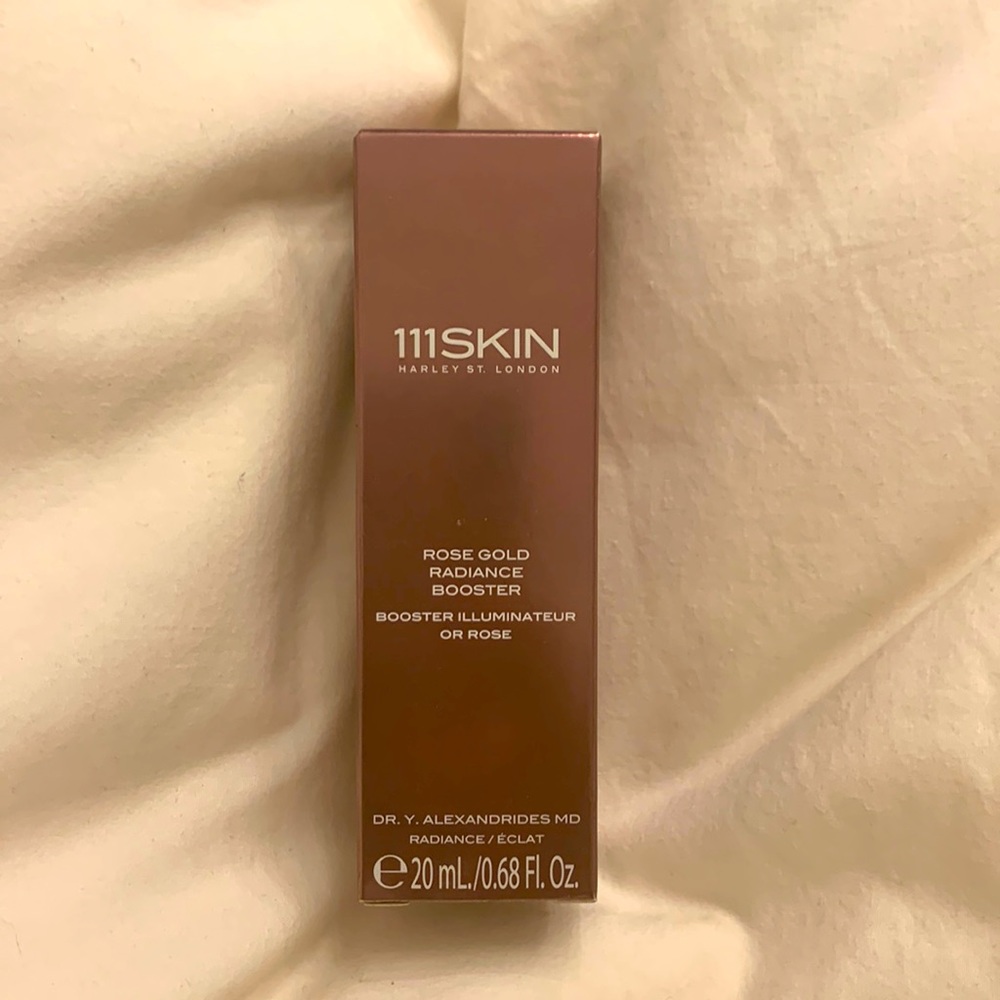 111SKIN
HARLEY ST. LONDON
ROSE GOLD
RADIANCE
BOOSTER
BOOSTER ILLUMINATEUR
OR ROSE
DR. Y. ALEXANDRIDES MD
RADIANCE / ÉCLAT
℮ 20 mL./0.68 Fl. Oz.